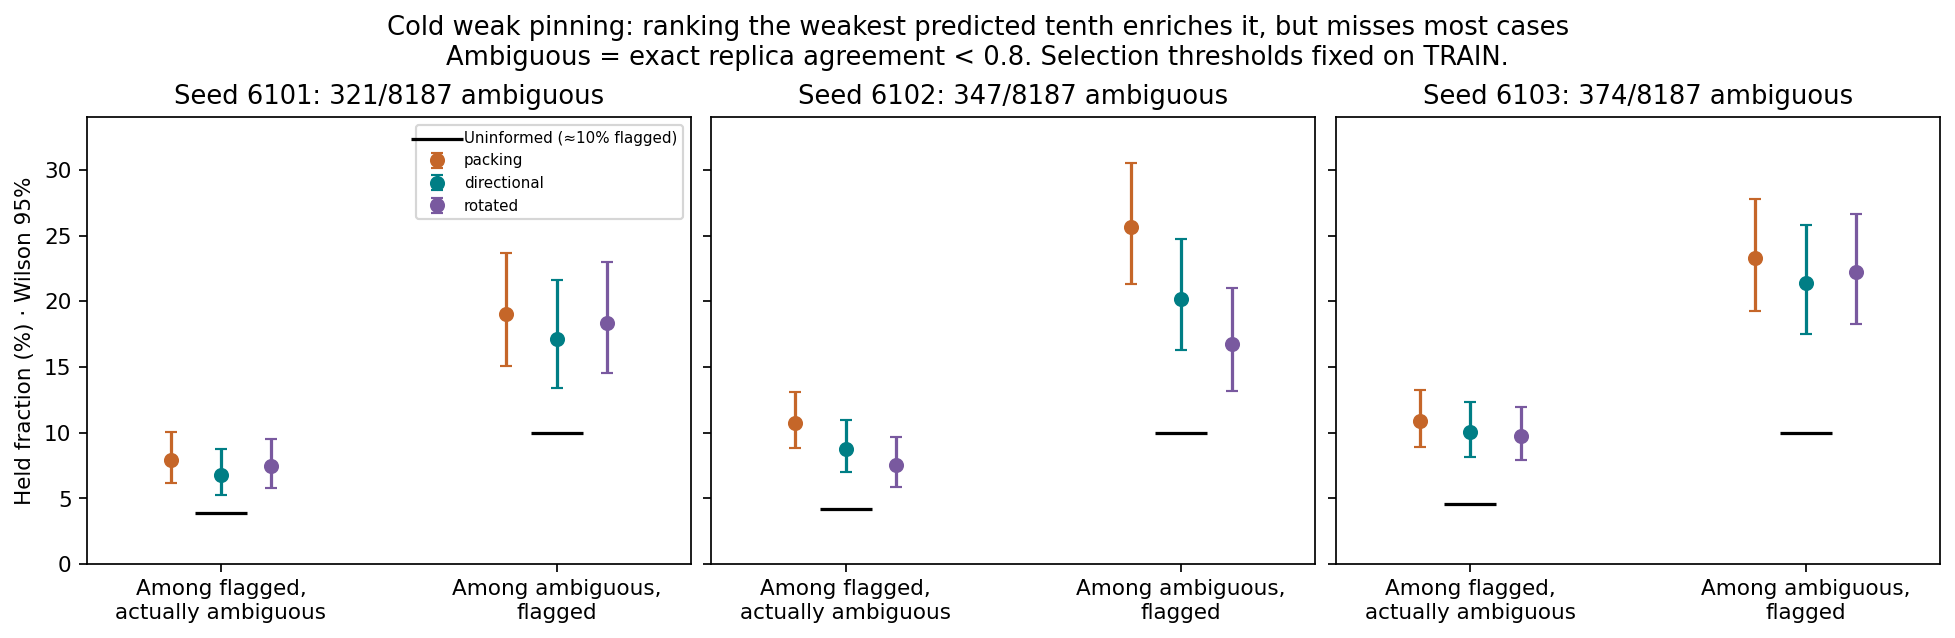 Cold weak pinning: ranking the weakest predicted tenth enriches it, but misses most cases
Ambiguous = exact replica agreement < 0.8. Selection thresholds fixed on TRAIN.
Seed 6101: 321/8187 ambiguous
Seed 6102: 347/8187 ambiguous
Seed 6103: 374/8187 ambiguous
Held fraction (%) · Wilson 95%
30
25
20
15
10
5
0
Uninformed (≈10% flagged)
packing
directional
rotated
Among flagged,
actually ambiguous
Among ambiguous,
flagged
Among flagged,
actually ambiguous
Among ambiguous,
flagged
Among flagged,
actually ambiguous
Among ambiguous,
flagged